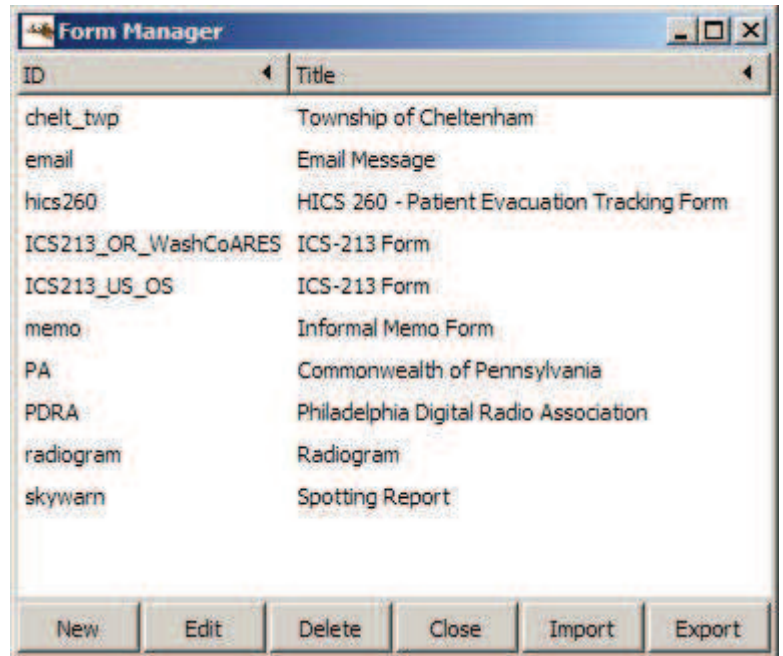 Form Manager
ID Title
chelt_twp Township of Cheltenham
email Email Message
hics260 HICS 260 - Patient Evacuation Tracking Form
ICS213_OR_WashCoARES ICS-213 Form
ICS213_US_OS ICS-213 Form
memo Informal Memo Form
PA Commonwealth of Pennsylvania
PDRA Philadelphia Digital Radio Association
radiogram Radiogram
skywarn Spotting Report
New Edit Delete Close Import Export